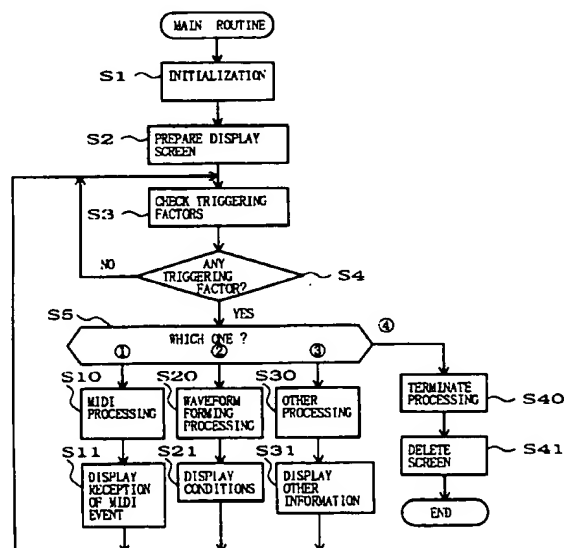 MAIN ROUTINE
S1
INITIALIZATION
S2
PREPARE DISPLAY
SCREEN
S3
CHECK TRIGGERING
FACTORS
NO
ANY
TRIGGERING
FACTOR?
S4
YES
S5
WHICH ONE ?
①
②
③
④
S10
MIDI
PROCESSING
S20
WAVEFORM
FORMING
PROCESSING
S30
OTHER
PROCESSING
TERMINATE
PROCESSING
S40
S11
DISPLAY
RECEPTION
OF MIDI
EVENT
S21
DISPLAY
CONDITIONS
S31
DISPLAY
OTHER
INFORMATION
DELETE
SCREEN
S41
END